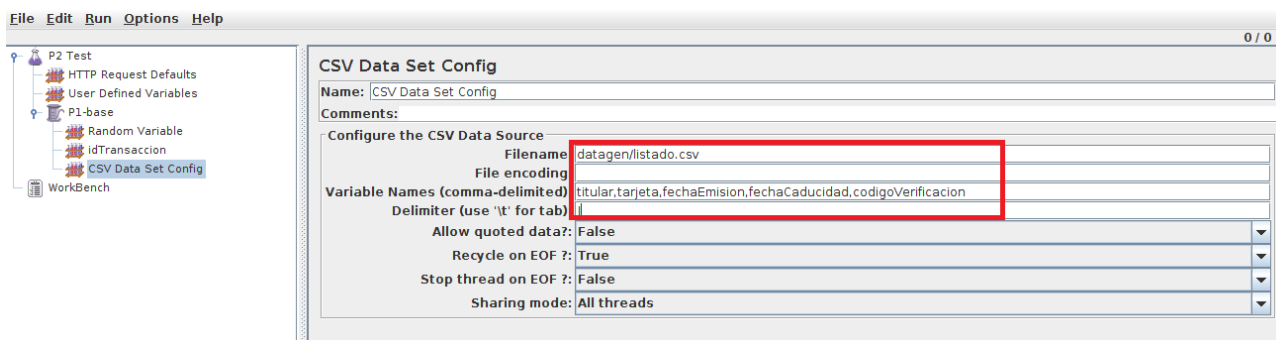 File Edit Run Options Help
0 / 0
P2 Test
HTTP Request Defaults
User Defined Variables
P1-base
Random Variable
idTransaccion
CSV Data Set Config
WorkBench
CSV Data Set Config
Name: CSV Data Set Config
Comments:
Configure the CSV Data Source
Filename: datagen/listado.csv
File encoding:
Variable Names (comma-delimited): titular,tarjeta,fechaEmision,fechaCaducidad,codigoVerificacion
Delimiter (use '\t' for tab):
Allow quoted data?: False
Recycle on EOF ?: True
Stop thread on EOF ?: False
Sharing mode: All threads